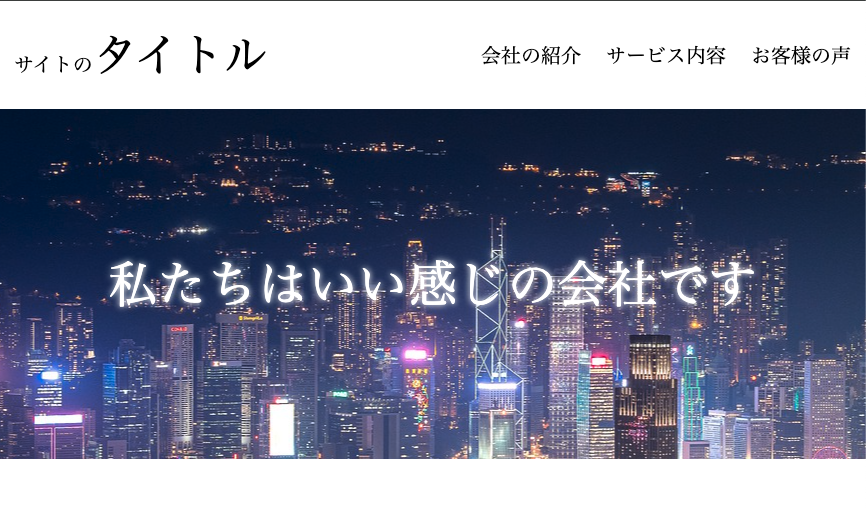 サイトのタイトル
会社の紹介 サービス内容 お客様の声
私たちはいい感じの会社です